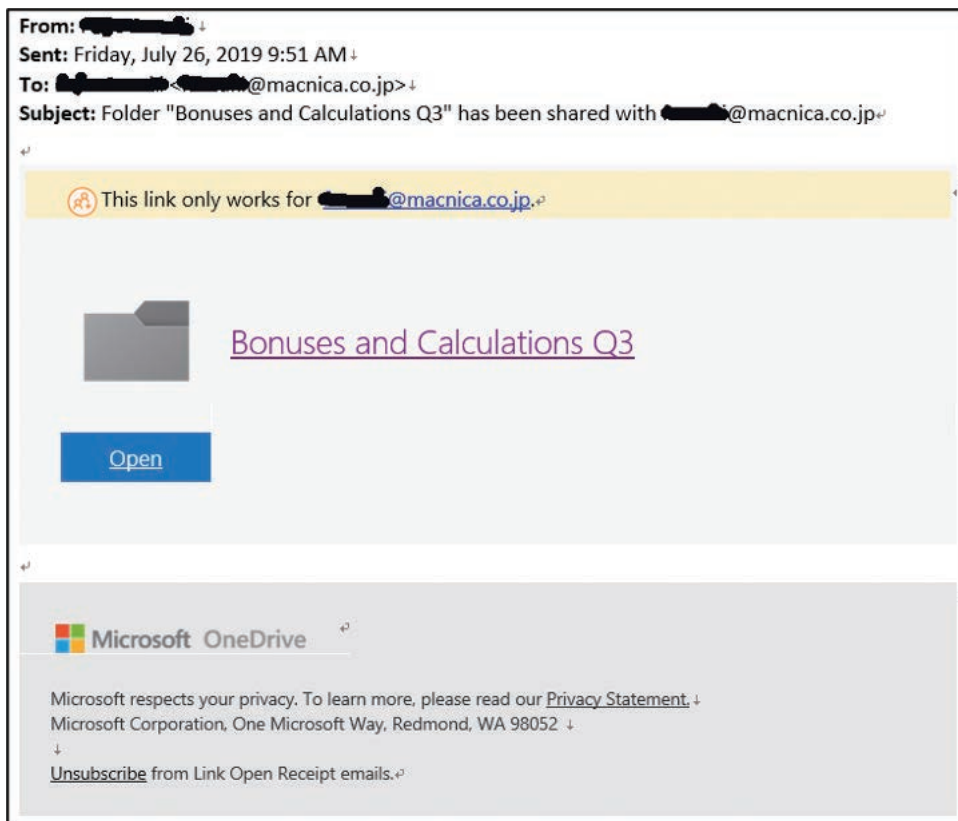 From:
Sent: Friday, July 26, 2019 9:51 AM
To: < @macnica.co.jp>
Subject: Folder "Bonuses and Calculations Q3" has been shared with @macnica.co.jp
This link only works for @macnica.co.jp.
Bonuses and Calculations Q3
Open
Microsoft OneDrive
Microsoft respects your privacy. To learn more, please read our Privacy Statement.
Microsoft Corporation, One Microsoft Way, Redmond, WA 98052
Unsubscribe from Link Open Receipt emails.